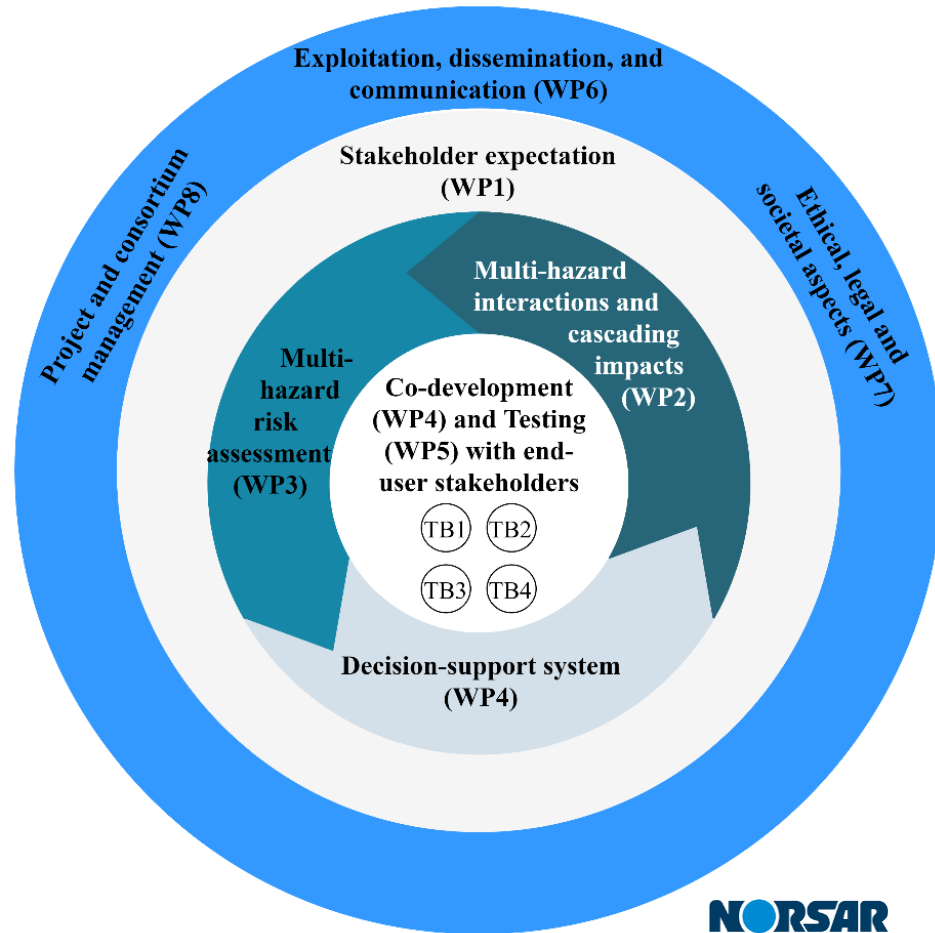 Exploitation, dissemination, and
communication (WP6)
Project and consortium
management (WP8)
Ethical, legal and
societal aspects (WP7)
Stakeholder expectation
(WP1)
Multi-hazard
interactions and
cascading
impacts
(WP2)
Multi-
hazard
risk
assessment
(WP3)
Co-development
(WP4) and Testing
(WP5) with end-
user stakeholders
TB1 TB2
TB3 TB4
Decision-support system
(WP4)
NORSAR